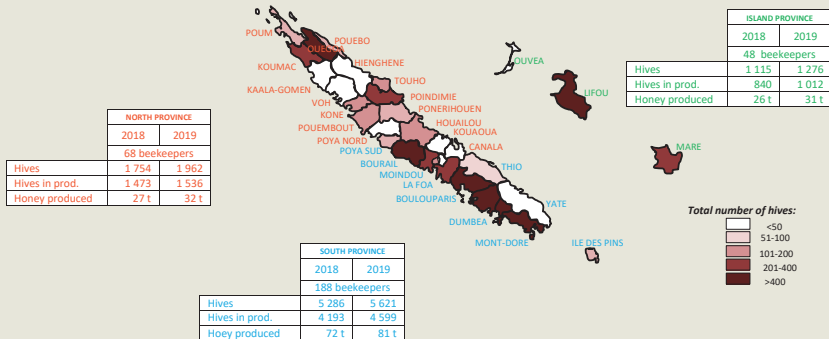 ISLAND PROVINCE
2018 2019
48 beekeepers
Hives 1 115 1 276
Hives in prod. 840 1 012
Honey produced 26 t 31 t
POUM
POUEBO
OUEGOA
HIENGHENE
KOUMAC
TOUHO
KAALA-GOMEN
POINDIMIE
VOH
PONERIHOUEN
KONE
HOUAILOU
POUEMBOUT
KOUAOUA
POYA NORD
CANALA
POYA SUD
BOURAIL
THIO
MOINDOU
LA FOA
BOULOUPARIS
YATE
DUMBEA
MONT-DORE
ILE DES PINS
OUVEA
LIFOU
MARE
NORTH PROVINCE
2018 2019
68 beekeepers
Hives 1 754 1 962
Hives in prod. 1 473 1 536
Honey produced 27 t 32 t
Total number of hives:
<50
51-100
101-200
201-400
>400
SOUTH PROVINCE
2018 2019
188 beekeepers
Hives 5 286 5 621
Hives in prod. 4 193 4 599
Hoey produced 72 t 81 t